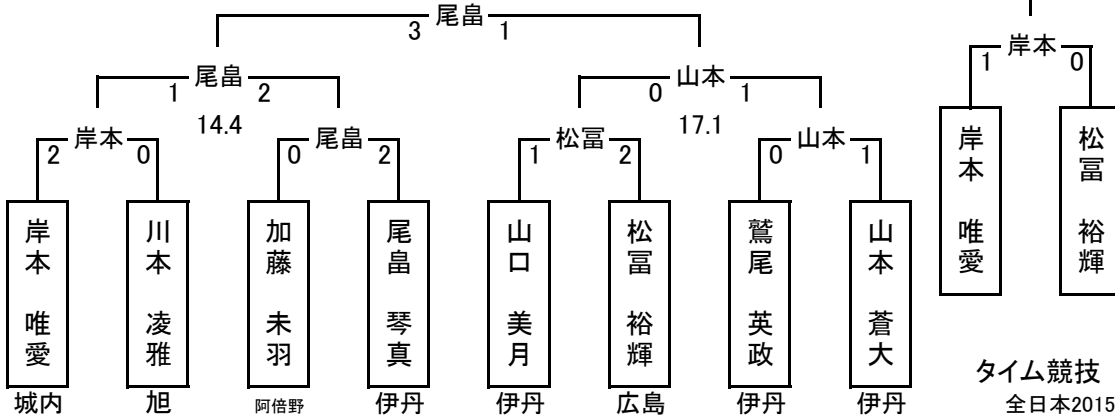 尾畠
3 1
岸本
1 0
尾畠 山本
1 2 0 1
14.4 17.1
岸本 尾畠 松冨 山本
2 0 0 2 1 2 0 1
岸本 唯愛 川本 凌雅 加藤 未羽 尾畠 琴真 山口 美月 松冨 裕輝 鷲尾 英政 山本 蒼大 岸本 唯愛 松冨 裕輝
城内 旭 阿倍野 伊丹 伊丹 広島 伊丹 伊丹
タイム競技
全日本2015